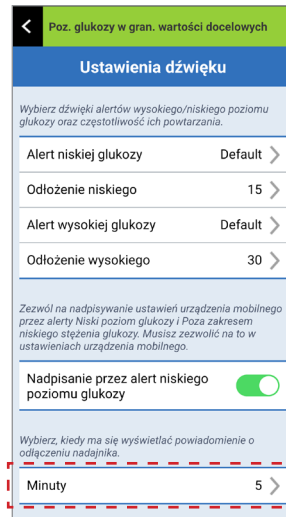 Poz. glukozy w gran. wartości docelowych
Ustawienia dźwięku
Wybierz dźwięki alertów wysokiego/niskiego poziomu
glukozy oraz częstotliwość ich powtarzania.
Alert niskiej glukozy Default
Odłożenie niskiego 15
Alert wysokiej glukozy Default
Odłożenie wysokiego 30
Zezwól na nadpisywanie ustawień urządzenia mobilnego
przez alerty Niski poziom glukozy i Poza zakresem
niskiego stężenia glukozy. Musisz zezwolić na to w
ustawieniach urządzenia mobilnego.
Nadpisanie przez alert niskiego
poziomu glukozy
Wybierz, kiedy ma się wyświetlać powiadomienie o
odłączeniu nadajnika.
Minuty 5